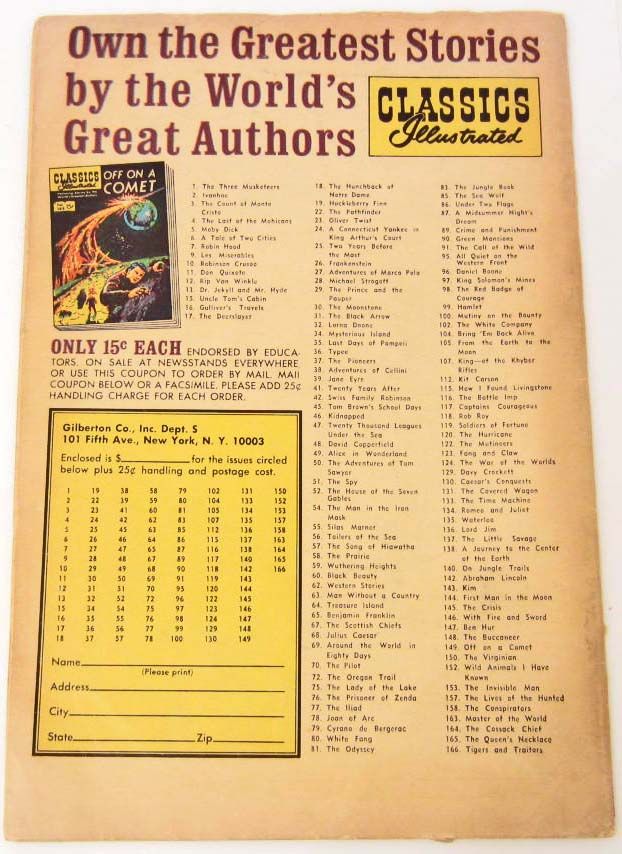 Own the Greatest Stories
by the World's
Great Authors
CLASSICS
Illustrated
CLASSICS
Illustrated
OFF ON A
COMET
1. The Three Musketeers
2. Ivanhoe
3. The Count of Monte
Cristo
4. The Last of the Mohicans
5. Moby Dick
6. A Tale of Two Cities
7. Robin Hood
9. Les Miserables
10. Robinson Crusoe
11. Don Quixote
12. Rip Van Winkle
13. Dr. Jekyll and Mr. Hyde
15. Uncle Tom's Cabin
16. Gulliver's Travels
17. The Deerslayer
ONLY 15¢ EACH ENDORSED BY EDUCA-
TORS. ON SALE AT NEWSSTANDS EVERYWHERE
OR USE THIS COUPON TO ORDER BY MAIL. MAIL
COUPON BELOW OR A FACSIMILE. PLEASE ADD 25¢
HANDLING CHARGE FOR EACH ORDER.
Gilberton Co., Inc. Dept. S
101 Fifth Ave., New York, N. Y. 10003
Enclosed is $ for the issues circled
below plus 25¢ handling and postage cost.
1 19 38 58 79 102 131 150
2 22 39 59 80 104 133 152
3 23 41 60 81 105 134 153
4 24 42 62 83 107 135 157
5 25 45 63 85 112 136 158
6 26 46 64 86 115 137 163
7 27 47 65 87 116 138 164
9 28 48 67 89 117 140 165
10 29 49 68 90 118 142 166
11 30 50 69 91 119 143
12 31 51 70 95 120 144
13 32 52 72 96 122 145
15 34 54 75 97 123 146
16 35 55 76 98 124 147
17 36 56 77 99 129 148
18 37 57 78 100 130 149
Name
(Please print)
Address
City
State Zip
18. The Hunchback of
Notre Dame
19. Huckleberry Finn
22. The Pathfinder
23. Oliver Twist
24. A Connecticut Yankee in
King Arthur's Court
25. Two Years Before
the Mast
26. Frankenstein
27. Adventures of Marco Polo
28. Michael Strogoff
29. The Prince and the
Pauper
30. The Moonstone
31. The Black Arrow
32. Lorna Doone
34. Mysterious Island
35. Last Days of Pompeii
36. Typee
37. The Pioneers
38. Adventures of Cellini
39. Jane Eyre
41. Twenty Years After
42. Swiss Family Robinson
45. Tom Brown's School Days
46. Kidnapped
47. Twenty Thousand Leagues
Under the Sea
48. David Copperfield
49. Alice in Wonderland
50. The Adventures of Tom
Sawyer
51. The Spy
52. The House of the Seven
Gables
54. The Man in the Iron
Mask
55. Silas Marner
56. Toilers of the Sea
57. The Song of Hiawatha
58. The Prairie
59. Wuthering Heights
60. Black Beauty
62. Western Stories
63. Man Without a Country
64. Treasure Island
65. Benjamin Franklin
67. The Scottish Chiefs
68. Julius Caesar
69. Around the World in
Eighty Days
70. The Pilot
72. The Oregon Trail
75. The Lady of the Lake
76. The Prisoner of Zenda
77. The Iliad
78. Joan of Arc
79. Cyrano de Bergerac
80. White Fang
81. The Odyssey
83. The Jungle Book
85. The Sea Wolf
86. Under Two Flags
87. A Midsummer Night's
Dream
89. Crime and Punishment
90. Green Mansions
91. The Call of the Wild
95. All Quiet on the
Western Front
96. Daniel Boone
97. King Solomon's Mines
98. The Red Badge of
Courage
99. Hamlet
100. Mutiny on the Bounty
102. The White Company
104. Bring 'Em Back Alive
105. From the Earth to the
Moon
107. King—of the Khyber
Rifles
112. Kit Carson
115. How I Found Livingstone
116. The Bottle Imp
117. Captains Courageous
118. Rob Roy
119. Soldiers of Fortune
120. The Hurricane
122. The Mutineers
123. Fang and Claw
124. The War of the Worlds
129. Davy Crockett
130. Caesar's Conquests
131. The Covered Wagon
133. The Time Machine
134. Romeo and Juliet
135. Waterloo
136. Lord Jim
137. The Little Savage
138. A Journey to the Center
of the Earth
140. On Jungle Trails
142. Abraham Lincoln
143. Kim
144. First Man in the Moon
145. The Crisis
146. With Fire and Sword
147. Ben Hur
148. The Buccaneer
149. Off on a Comet
150. The Virginian
152. Wild Animals I Have
Known
153. The Invisible Man
157. The Lives of the Hunted
158. The Conspirators
163. Master of the World
164. The Cossack Chief
165. The Queen's Necklace
166. Tigers and Traitors